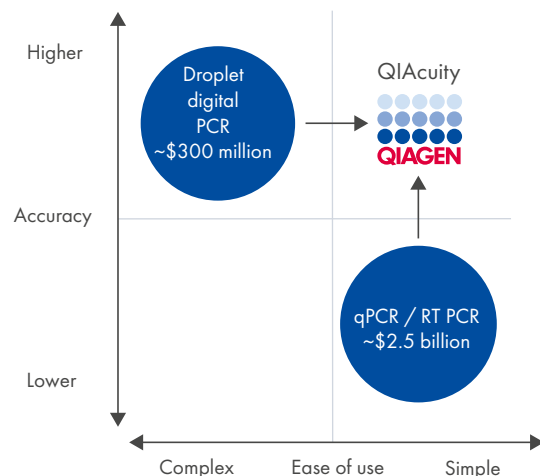 Higher
Droplet
digital
PCR
~$300 million
QIAcuity
QIAGEN
Accuracy
qPCR / RT PCR
~$2.5 billion
Lower
Complex
Ease of use
Simple